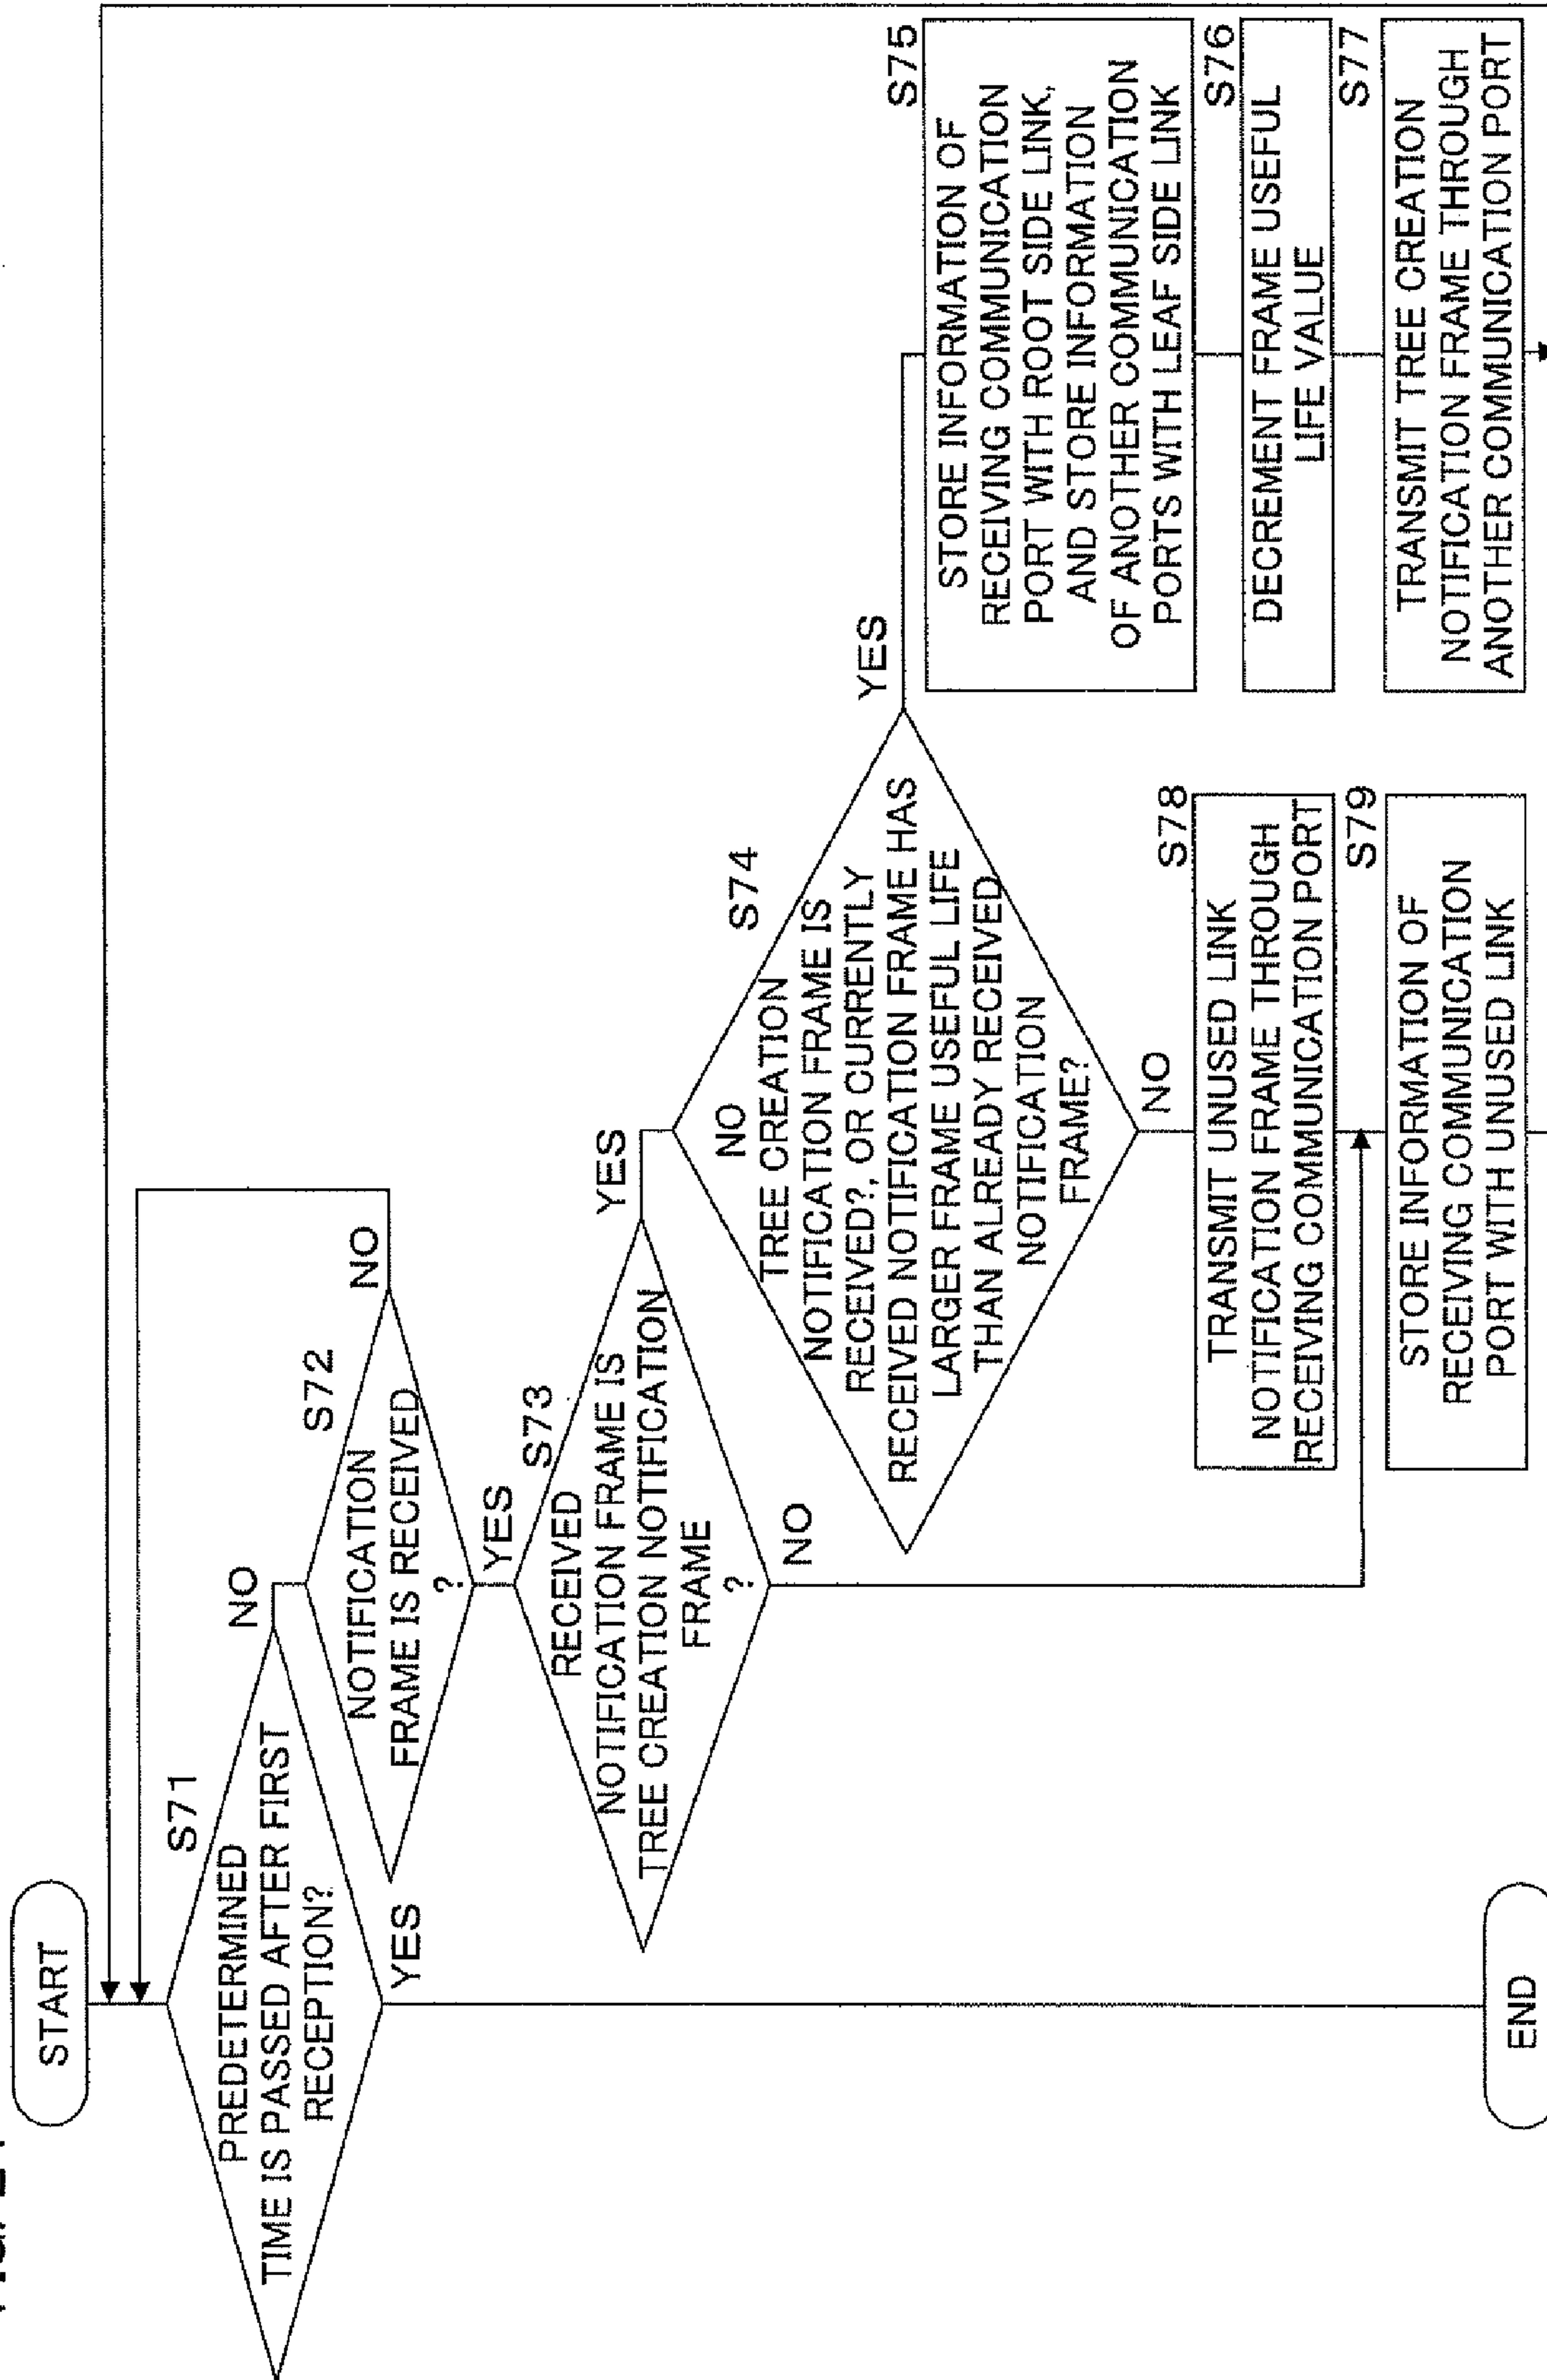 START
S71
PREDETERMINED
TIME IS PASSED AFTER FIRST
RECEPTION?
NO
YES
S72
NOTIFICATION
FRAME IS RECEIVED
?
NO
YES
S73
RECEIVED
NOTIFICATION FRAME IS
TREE CREATION NOTIFICATION
FRAME
?
YES
NO
S74
NO
TREE CREATION
NOTIFICATION FRAME IS
RECEIVED?, OR CURRENTLY
RECEIVED NOTIFICATION FRAME HAS
LARGER FRAME USEFUL LIFE
THAN ALREADY RECEIVED
NOTIFICATION
FRAME?
YES
NO
S75
STORE INFORMATION OF
RECEIVING COMMUNICATION
PORT WITH ROOT SIDE LINK,
AND STORE INFORMATION
OF ANOTHER COMMUNICATION
PORTS WITH LEAF SIDE LINK
S76
DECREMENT FRAME USEFUL
LIFE VALUE
S77
TRANSMIT TREE CREATION
NOTIFICATION FRAME THROUGH
ANOTHER COMMUNICATION PORT
S78
TRANSMIT UNUSED LINK
NOTIFICATION FRAME THROUGH
RECEIVING COMMUNICATION PORT
S79
STORE INFORMATION OF
RECEIVING COMMUNICATION
PORT WITH UNUSED LINK
END